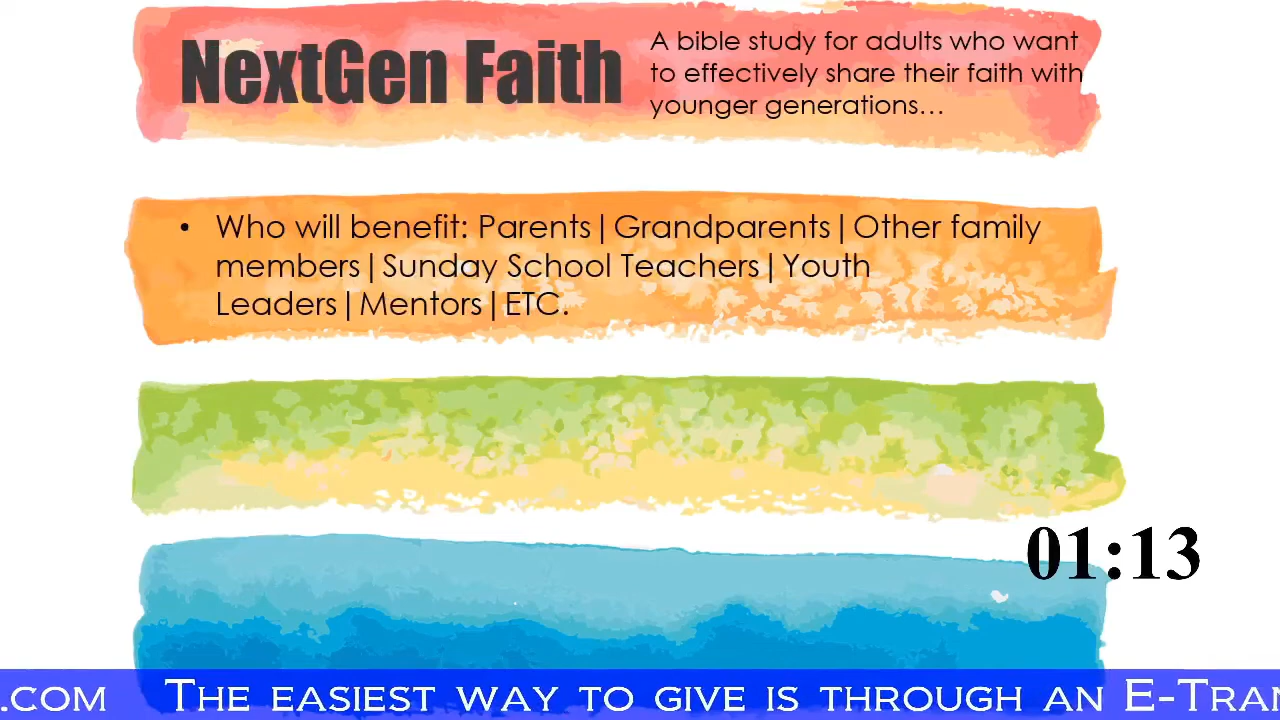 NextGen Faith
A bible study for adults who want
to effectively share their faith with
younger generations…
• Who will benefit: Parents|Grandparents|Other family
members|Sunday School Teachers|Youth
Leaders|Mentors|ETC.
01:13
.COM THE EASIEST WAY TO GIVE IS THROUGH AN E-TRAN